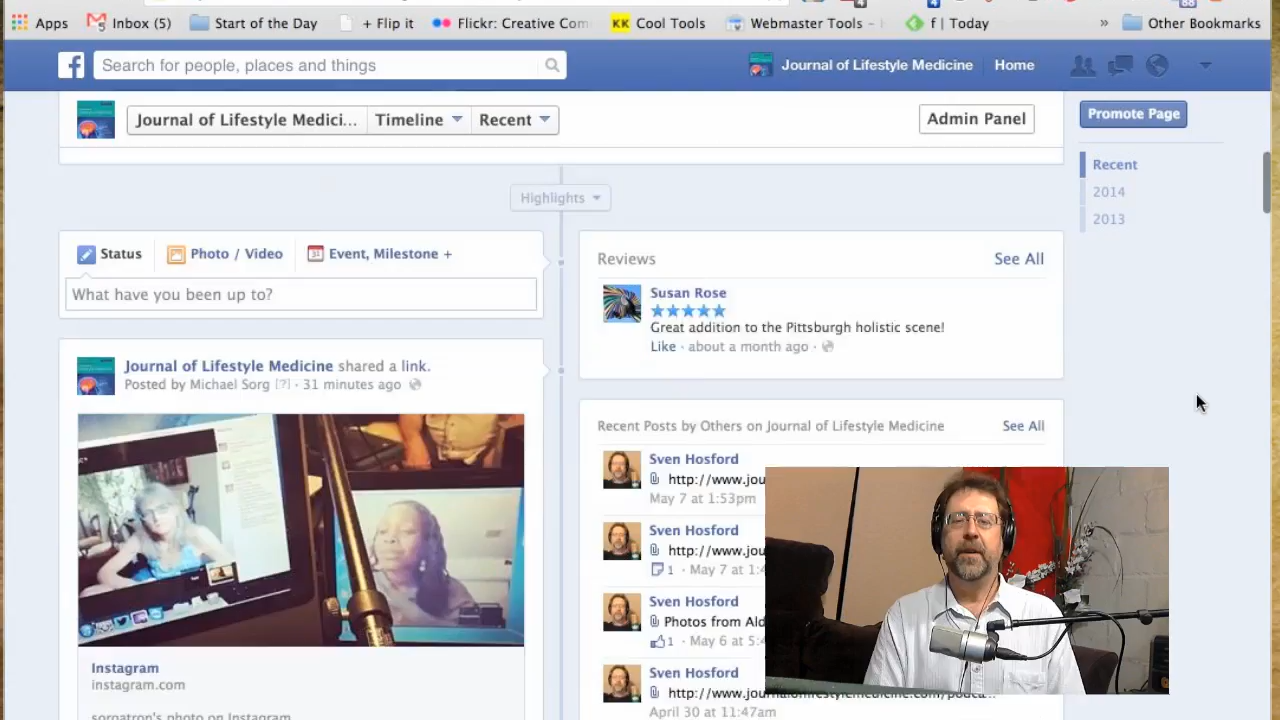 Apps
Inbox (5)
Start of the Day
+ Flip it
Flickr: Creative Com
KK Cool Tools
Webmaster Tools -
f | Today
»
Other Bookmarks
f
Search for people, places and things
Journal of Lifestyle Medicine
Home
Journal of Lifestyle Medici...
Timeline
Recent
Admin Panel
Promote Page
Recent
2014
2013
Highlights
Status
Photo / Video
31
Event, Milestone +
What have you been up to?
Journal of Lifestyle Medicine shared a link.
Posted by Michael Sorg [?] · 31 minutes ago
Instagram
instagram.com
sorgatron's photo on Instagram
Reviews
See All
Susan Rose
★★★★★
Great addition to the Pittsburgh holistic scene!
Like · about a month ago ·
Recent Posts by Others on Journal of Lifestyle Medicine
See All
Sven Hosford
http://www.jou
May 7 at 1:53pm
Sven Hosford
http://www.jou
1 · May 7 at 1:4
Sven Hosford
Photos from Ald
1 · May 6 at 5:4
Sven Hosford
http://www.journaloflifestylemedicine.com/podca...
April 30 at 11:47am